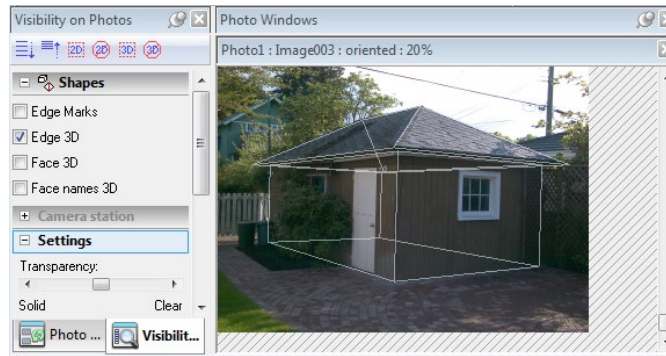 Visibility on Photos
2D 2D 3D 3D
Shapes
Edge Marks
Edge 3D
Face 3D
Face names 3D
Camera station
Settings
Transparency:
Solid Clear
Photo ... Visibilit...
Photo Windows
Photo1 : Image003 : oriented : 20%